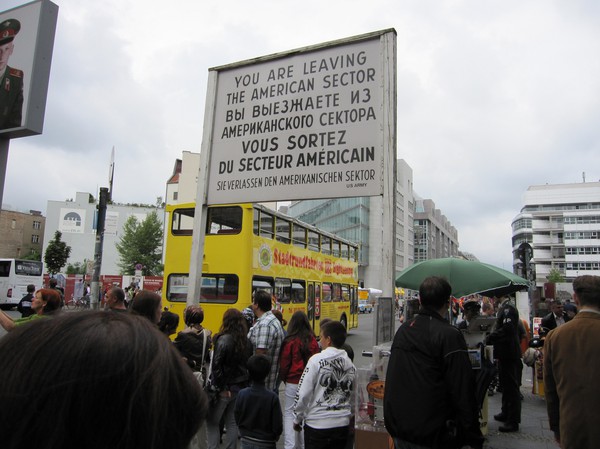 YOU ARE LEAVING
THE AMERICAN SECTOR
ВЫ ВЫЕЗЖАЕТЕ ИЗ
АМЕРИКАНСКОГО СЕКТОРА
VOUS SORTEZ
DU SECTEUR AMÉRICAIN
SIE VERLASSEN DEN AMERIKANISCHEN SEKTOR
US ARMY